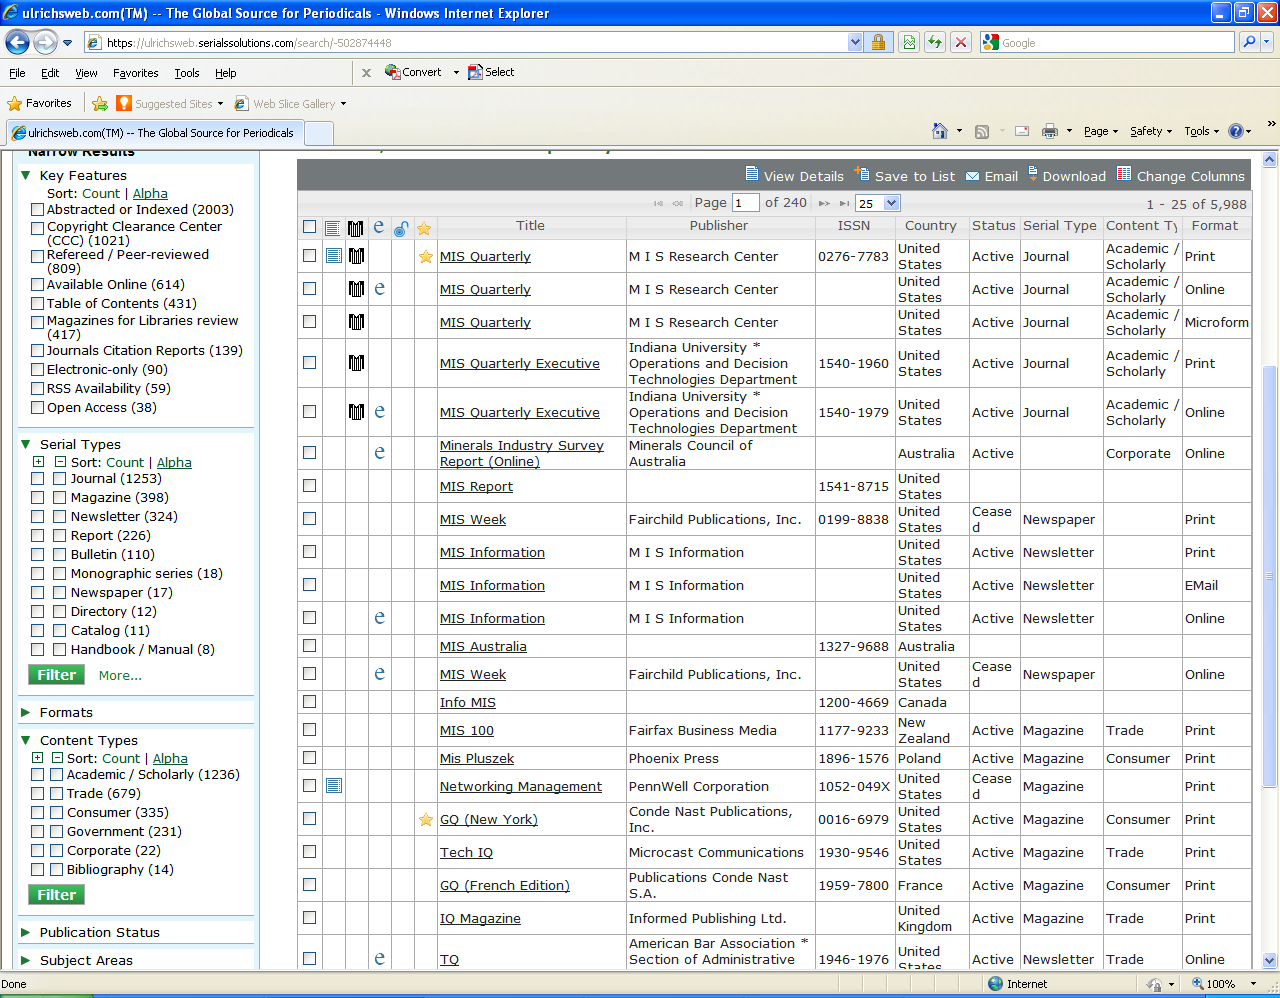 ulrichsweb.com(TM) -- The Global Source for Periodicals - Windows Internet Explorer
https://ulrichsweb.serialssolutions.com/search/-502874448
Google
File Edit View Favorites Tools Help
Convert Select
Favorites Suggested Sites Web Slice Gallery
ulrichsweb.com(TM) -- The Global Source for Periodicals
Page Safety Tools
Narrow Results
Key Features
Sort: Count | Alpha
Abstracted or Indexed (2003)
Copyright Clearance Center
(CCC) (1021)
Refereed / Peer-reviewed
(809)
Available Online (614)
Table of Contents (431)
Magazines for Libraries review
(417)
Journals Citation Reports (139)
Electronic-only (90)
RSS Availability (59)
Open Access (38)
Serial Types
Sort: Count | Alpha
Journal (1253)
Magazine (398)
Newsletter (324)
Report (226)
Bulletin (110)
Monographic series (18)
Newspaper (17)
Directory (12)
Catalog (11)
Handbook / Manual (8)
Filter More...
Formats
Content Types
Sort: Count | Alpha
Academic / Scholarly (1236)
Trade (679)
Consumer (335)
Government (231)
Corporate (22)
Bibliography (14)
Filter
Publication Status
Subject Areas
View Details Save to List Email Download Change Columns
Page 1 of 240 25 1 - 25 of 5,988
Title Publisher ISSN Country Status Serial Type Content Ty Format
MIS Quarterly M I S Research Center 0276-7783 United States Active Journal Academic / Scholarly Print
MIS Quarterly M I S Research Center United States Active Journal Academic / Scholarly Online
MIS Quarterly M I S Research Center United States Active Journal Academic / Scholarly Microform
MIS Quarterly Executive Indiana University * Operations and Decision Technologies Department 1540-1960 United States Active Journal Academic / Scholarly Print
MIS Quarterly Executive Indiana University * Operations and Decision Technologies Department 1540-1979 United States Active Journal Academic / Scholarly Online
Minerals Industry Survey Report (Online) Minerals Council of Australia Australia Active Corporate Online
MIS Report 1541-8715 United States
MIS Week Fairchild Publications, Inc. 0199-8838 United States Ceased Newspaper Print
MIS Information M I S Information United States Active Newsletter Print
MIS Information M I S Information United States Active Newsletter EMail
MIS Information M I S Information United States Active Newsletter Online
MIS Australia 1327-9688 Australia
MIS Week Fairchild Publications, Inc. United States Ceased Newspaper Online
Info MIS 1200-4669 Canada
MIS 100 Fairfax Business Media 1177-9233 New Zealand Active Magazine Trade Print
Mis Pluszek Phoenix Press 1896-1576 Poland Active Magazine Consumer Print
Networking Management PennWell Corporation 1052-049X United States Ceased Magazine Print
GQ (New York) Conde Nast Publications, Inc. 0016-6979 United States Active Magazine Consumer Print
Tech IQ Microcast Communications 1930-9546 United States Active Magazine Trade Print
GQ (French Edition) Publications Conde Nast S.A. 1959-7800 France Active Magazine Consumer Print
IQ Magazine Informed Publishing Ltd. United Kingdom Active Magazine Trade Print
TQ American Bar Association * Section of Administrative 1946-1976 United States Active Newsletter Trade Online
Done Internet 100%